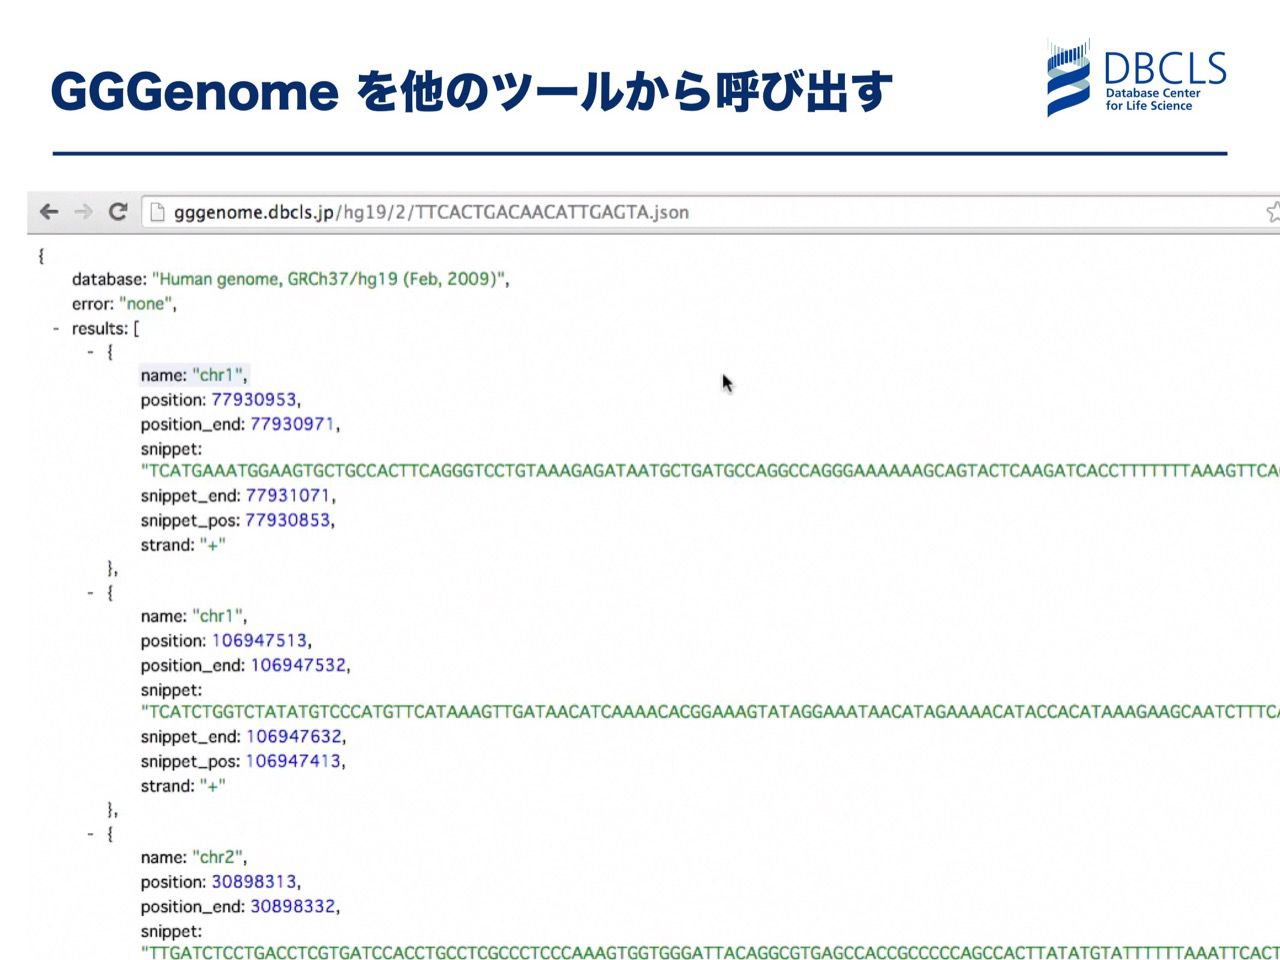 GGGenome を他のツールから呼び出す
DBCLS
Database Center
for Life Science
gggenome.dbcls.jp/hg19/2/TTCACTGACAACATTGAGTA.json
{
database: "Human genome, GRCh37/hg19 (Feb, 2009)",
error: "none",
- results: [
- {
name: "chr1",
position: 77930953,
position_end: 77930971,
snippet:
"TCATGAAATGGAAGTGCTGCCACTTCAGGGTCCTGTAAAGAGATAATGCTGATGCCAGGCCAGGGAAAAAAGCAGTACTCAAGATCACCTTTTTTTAAAGTTCA
snippet_end: 77931071,
snippet_pos: 77930853,
strand: "+"
},
- {
name: "chr1",
position: 106947513,
position_end: 106947532,
snippet:
"TCATCTGGTCTATATGTCCCATGTTCATAAAGTTGATAACATCAAAACACGGAAAGTATAGGAAATAACATAGAAAACATACCACATAAAGAAGCAATCTTTCA
snippet_end: 106947632,
snippet_pos: 106947413,
strand: "+"
},
- {
name: "chr2",
position: 30898313,
position_end: 30898332,
snippet:
"TTGATCTCCTGACCTCGTGATCCACCTGCCTCGCCCTCCCAAAGTGGTGGGATTACAGGCGTGAGCCACCGCCCCCAGCCACTTATATGTATTTTTTAAATTCACT